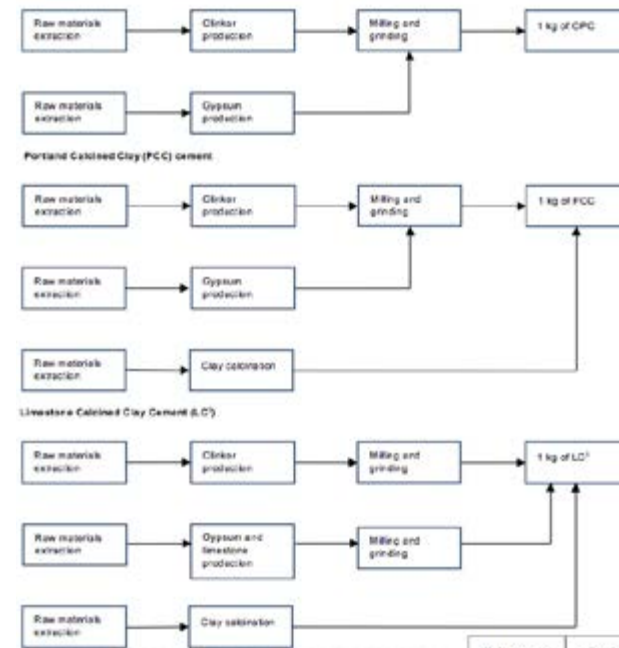 Raw materials
extraction
Clinker
production
Milling and
grinding
1 kg of OPC
Raw materials
extraction
Gypsum
production
Portland Calcined Clay (PCC) cement
Raw materials
extraction
Clinker
production
Milling and
grinding
1 kg of PCC
Raw materials
extraction
Gypsum
production
Raw materials
extraction
Clay calcination
Limestone Calcined Clay Cement (LC³)
Raw materials
extraction
Clinker
production
Milling and
grinding
1 kg of LC³
Raw materials
extraction
Gypsum and
limestone
production
Milling and
grinding
Raw materials
extraction
Clay calcination